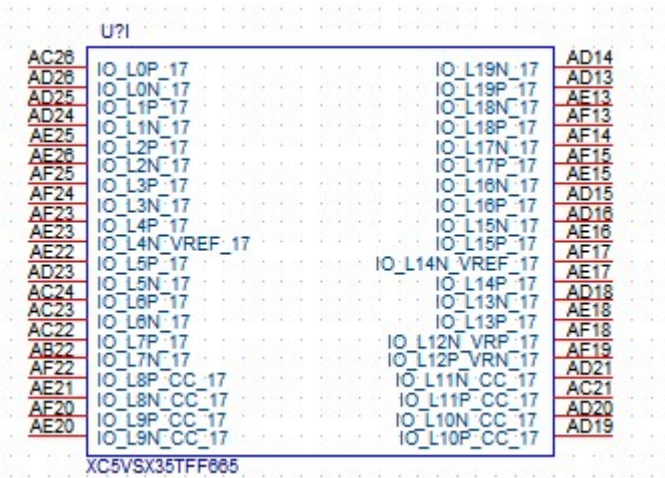 U?I
AC26 IO_L0P_17 IO_L19N_17 AD14
AD26 IO_L0N_17 IO_L19P_17 AD13
AD25 IO_L1P_17 IO_L18N_17 AE13
AD24 IO_L1N_17 IO_L18P_17 AF13
AE25 IO_L2P_17 IO_L17N_17 AF14
AE26 IO_L2N_17 IO_L17P_17 AF15
AF25 IO_L3P_17 IO_L16N_17 AE15
AF24 IO_L3N_17 IO_L16P_17 AD15
AF23 IO_L4P_17 IO_L15N_17 AD16
AE23 IO_L4N_VREF_17 IO_L15P_17 AE16
AE22 IO_L5P_17 IO_L14N_VREF_17 AF17
AD23 IO_L5N_17 IO_L14P_17 AE17
AC24 IO_L6P_17 IO_L13N_17 AD18
AC23 IO_L6N_17 IO_L13P_17 AE18
AC22 IO_L7P_17 IO_L12N_VRP_17 AF18
AB22 IO_L7N_17 IO_L12P_VRN_17 AF19
AF22 IO_L8P_CC_17 IO_L11N_CC_17 AD21
AE21 IO_L8N_CC_17 IO_L11P_CC_17 AC21
AF20 IO_L9P_CC_17 IO_L10N_CC_17 AD20
AE20 IO_L9N_CC_17 IO_L10P_CC_17 AD19
XC5VSX35TFF665